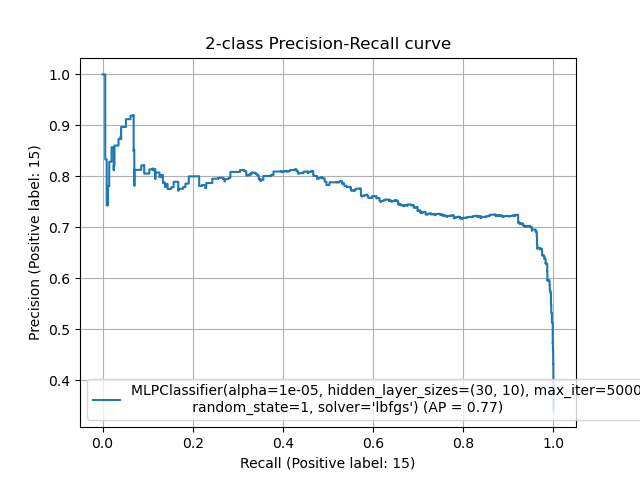 2-class Precision-Recall curve
1.0
0.9
0.8
0.7
0.6
0.5
0.4
Precision (Positive label: 15)
MLPClassifier(alpha=1e-05, hidden_layer_sizes=(30, 10), max_iter=5000
random_state=1, solver='lbfgs') (AP = 0.77)
0.0 0.2 0.4 0.6 0.8 1.0
Recall (Positive label: 15)